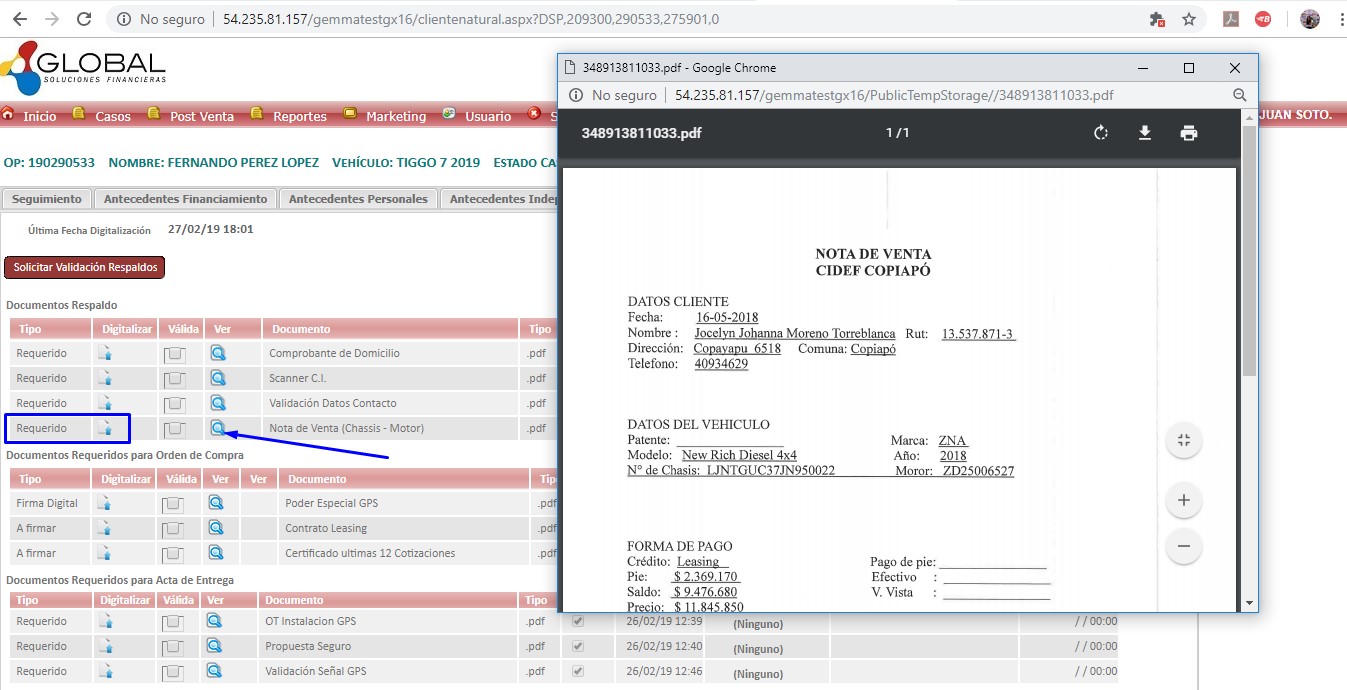 No seguro | 54.235.81.157/gemmatestgx16/clientenatural.aspx?DSP,209300,290533,275901,0
GLOBAL
SOLUCIONES FINANCIERAS
Inicio Casos Post Venta Reportes Marketing Usuario S JUAN SOTO.
OP: 190290533 NOMBRE: FERNANDO PEREZ LOPEZ VEHÍCULO: TIGGO 7 2019 ESTADO CA
Seguimiento Antecedentes Financiamiento Antecedentes Personales Antecedentes Indep
Última Fecha Digitalización 27/02/19 18:01
Solicitar Validación Respaldos
Documentos Respaldo
Tipo Digitalizar Válida Ver Documento Tipo
Requerido Comprobante de Domicilio .pdf
Requerido Scanner C.I. .pdf
Requerido Validación Datos Contacto .pdf
Requerido Nota de Venta (Chassis - Motor) .pdf
Documentos Requeridos para Orden de Compra
Tipo Digitalizar Válida Ver Ver Documento Tip
Firma Digital Poder Especial GPS .pdf
A firmar Contrato Leasing .pdf
A firmar Certificado ultimas 12 Cotizaciones .pdf
Documentos Requeridos para Acta de Entrega
Tipo Digitalizar Válida Ver Documento Tipo
Requerido OT Instalacion GPS .pdf 26/02/19 12:39 (Ninguno) / / 00:00
Requerido Propuesta Seguro .pdf 26/02/19 12:40 (Ninguno) / / 00:00
Requerido Validación Señal GPS .pdf 26/02/19 12:46 (Ninguno) / / 00:00
348913811033.pdf - Google Chrome
No seguro | 54.235.81.157/gemmatestgx16/PublicTempStorage//348913811033.pdf
348913811033.pdf 1 / 1
NOTA DE VENTA
CIDEF COPIAPÓ
DATOS CLIENTE
Fecha: 16-05-2018
Nombre : Jocelyn Johanna Moreno Torreblanca Rut: 13.537.871-3
Dirección: Copayapu 6518 Comuna: Copiapó
Telefono: 40934629
DATOS DEL VEHICULO
Patente: Marca: ZNA
Modelo: New Rich Diesel 4x4 Año: 2018
N° de Chasis: LJNTGUC37JN950022 Moror: ZD25006527
FORMA DE PAGO
Crédito: Leasing Pago de pie:
Pie: $ 2.369.170 Efectivo :
Saldo: $ 9.476.680 V. Vista :
Precio: $ 11.845.850